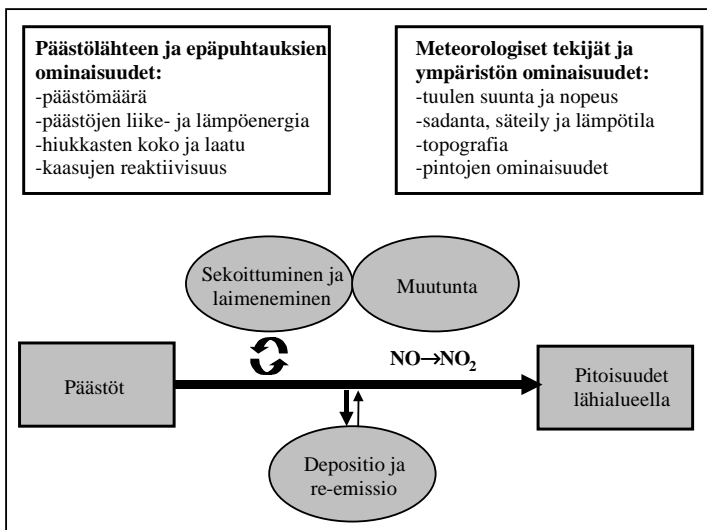 Päästölähteen ja epäpuhtauksien
ominaisuudet:
-päästömäärä
-päästöjen liike- ja lämpöenergia
-hiukkasten koko ja laatu
-kaasujen reaktiivisuus
Meteorologiset tekijät ja
ympäristön ominaisuudet:
-tuulen suunta ja nopeus
-sadanta, säteily ja lämpötila
-topografia
-pintojen ominaisuudet
Sekoittuminen ja
laimeneminen
Muutunta
NO→NO₂
Päästöt
Pitoisuudet
lähialueella
Depositio ja
re-emissio